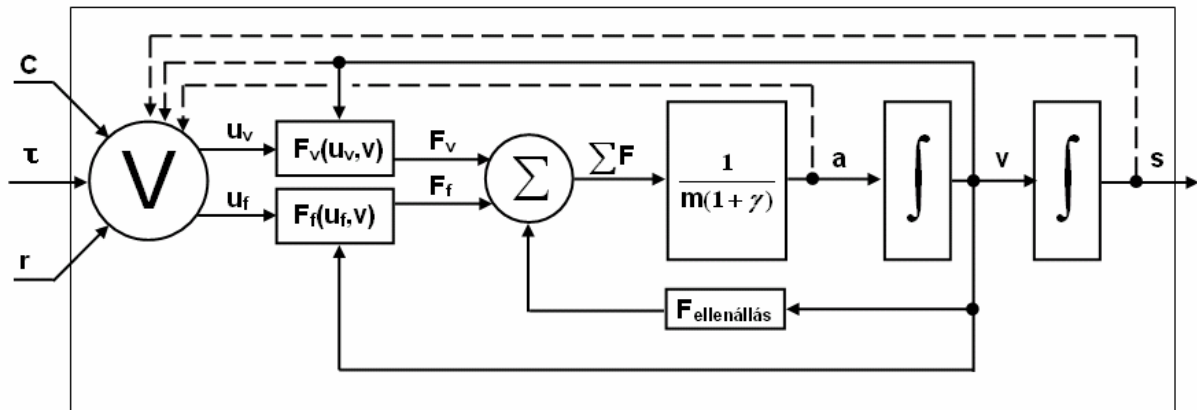 C
τ
r
V
u_v
u_f
F_v(u_v,v)
F_f(u_f,v)
F_v
F_f
Σ
∑F
1
m(1 + γ)
a
∫
v
∫
s
F_ellenállás